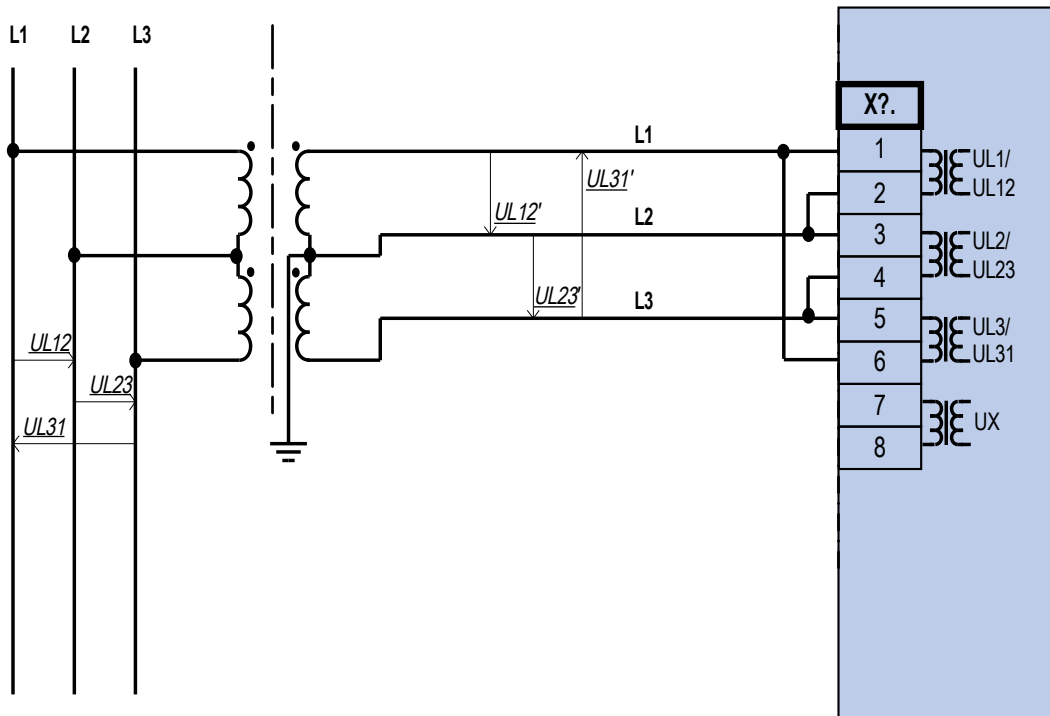 L1 L2 L3
X?.
L1
1
UL1/
UL12
UL31'
2
UL12'
L2
3
UL2/
UL23
4
UL23'
L3
5
UL3/
UL31
UL12
6
UL23
7
UX
UL31
8